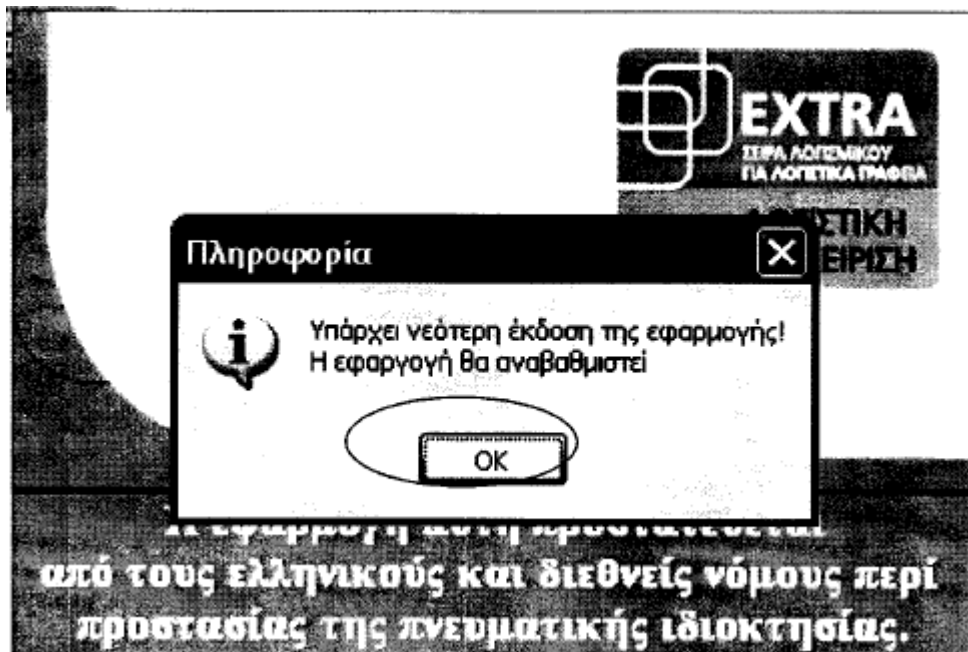 EXTRA
ΣΕΙΡΑ ΛΟΓΙΣΜΙΚΟΥ
ΓΙΑ ΛΟΓΙΣΤΙΚΑ ΓΡΑΦΕΙΑ
Πληροφορία
Υπάρχει νεότερη έκδοση της εφαρμογής!
Η εφαργογή θα αναβαθμιστεί
OK
από τους ελληνικούς και διεθνείς νόμους περί
προστασίας της πνευματικής ιδιοκτησίας.